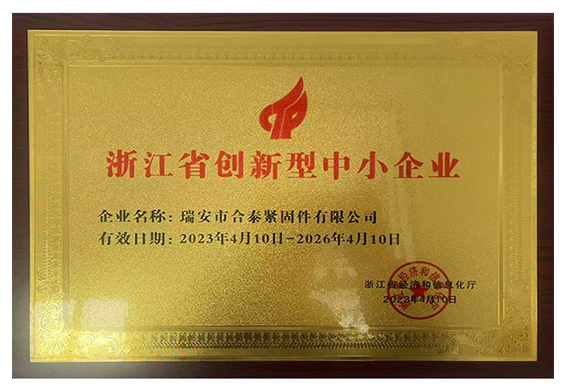 浙江省创新型中小企业
企业名称: 瑞安市合泰紧固件有限公司
有效日期: 2023年4月10日-2026年4月10日
浙江省经济和信息化厅
2023年4月10日